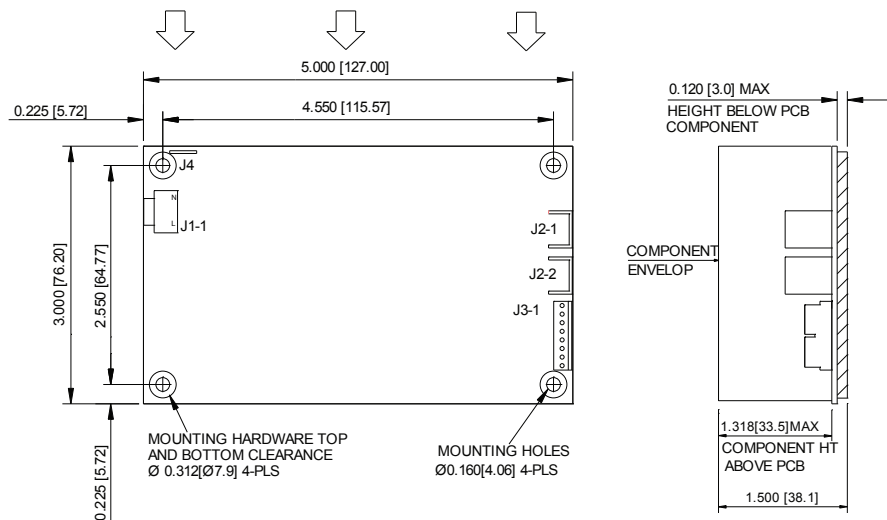 5.000 [127.00]
0.225 [5.72]
4.550 [115.57]
J4
N
L
J1-1
J2-1
J2-2
J3-1
3.000 [76.20]
2.550 [64.77]
0.225 [5.72]
MOUNTING HARDWARE TOP
AND BOTTOM CLEARANCE
Ø 0.312[Ø7.9] 4-PLS
MOUNTING HOLES
Ø0.160[4.06] 4-PLS
0.120 [3.0] MAX
HEIGHT BELOW PCB
COMPONENT
COMPONENT
ENVELOP
1.318[33.5]MAX
COMPONENT HT
ABOVE PCB
1.500 [38.1]